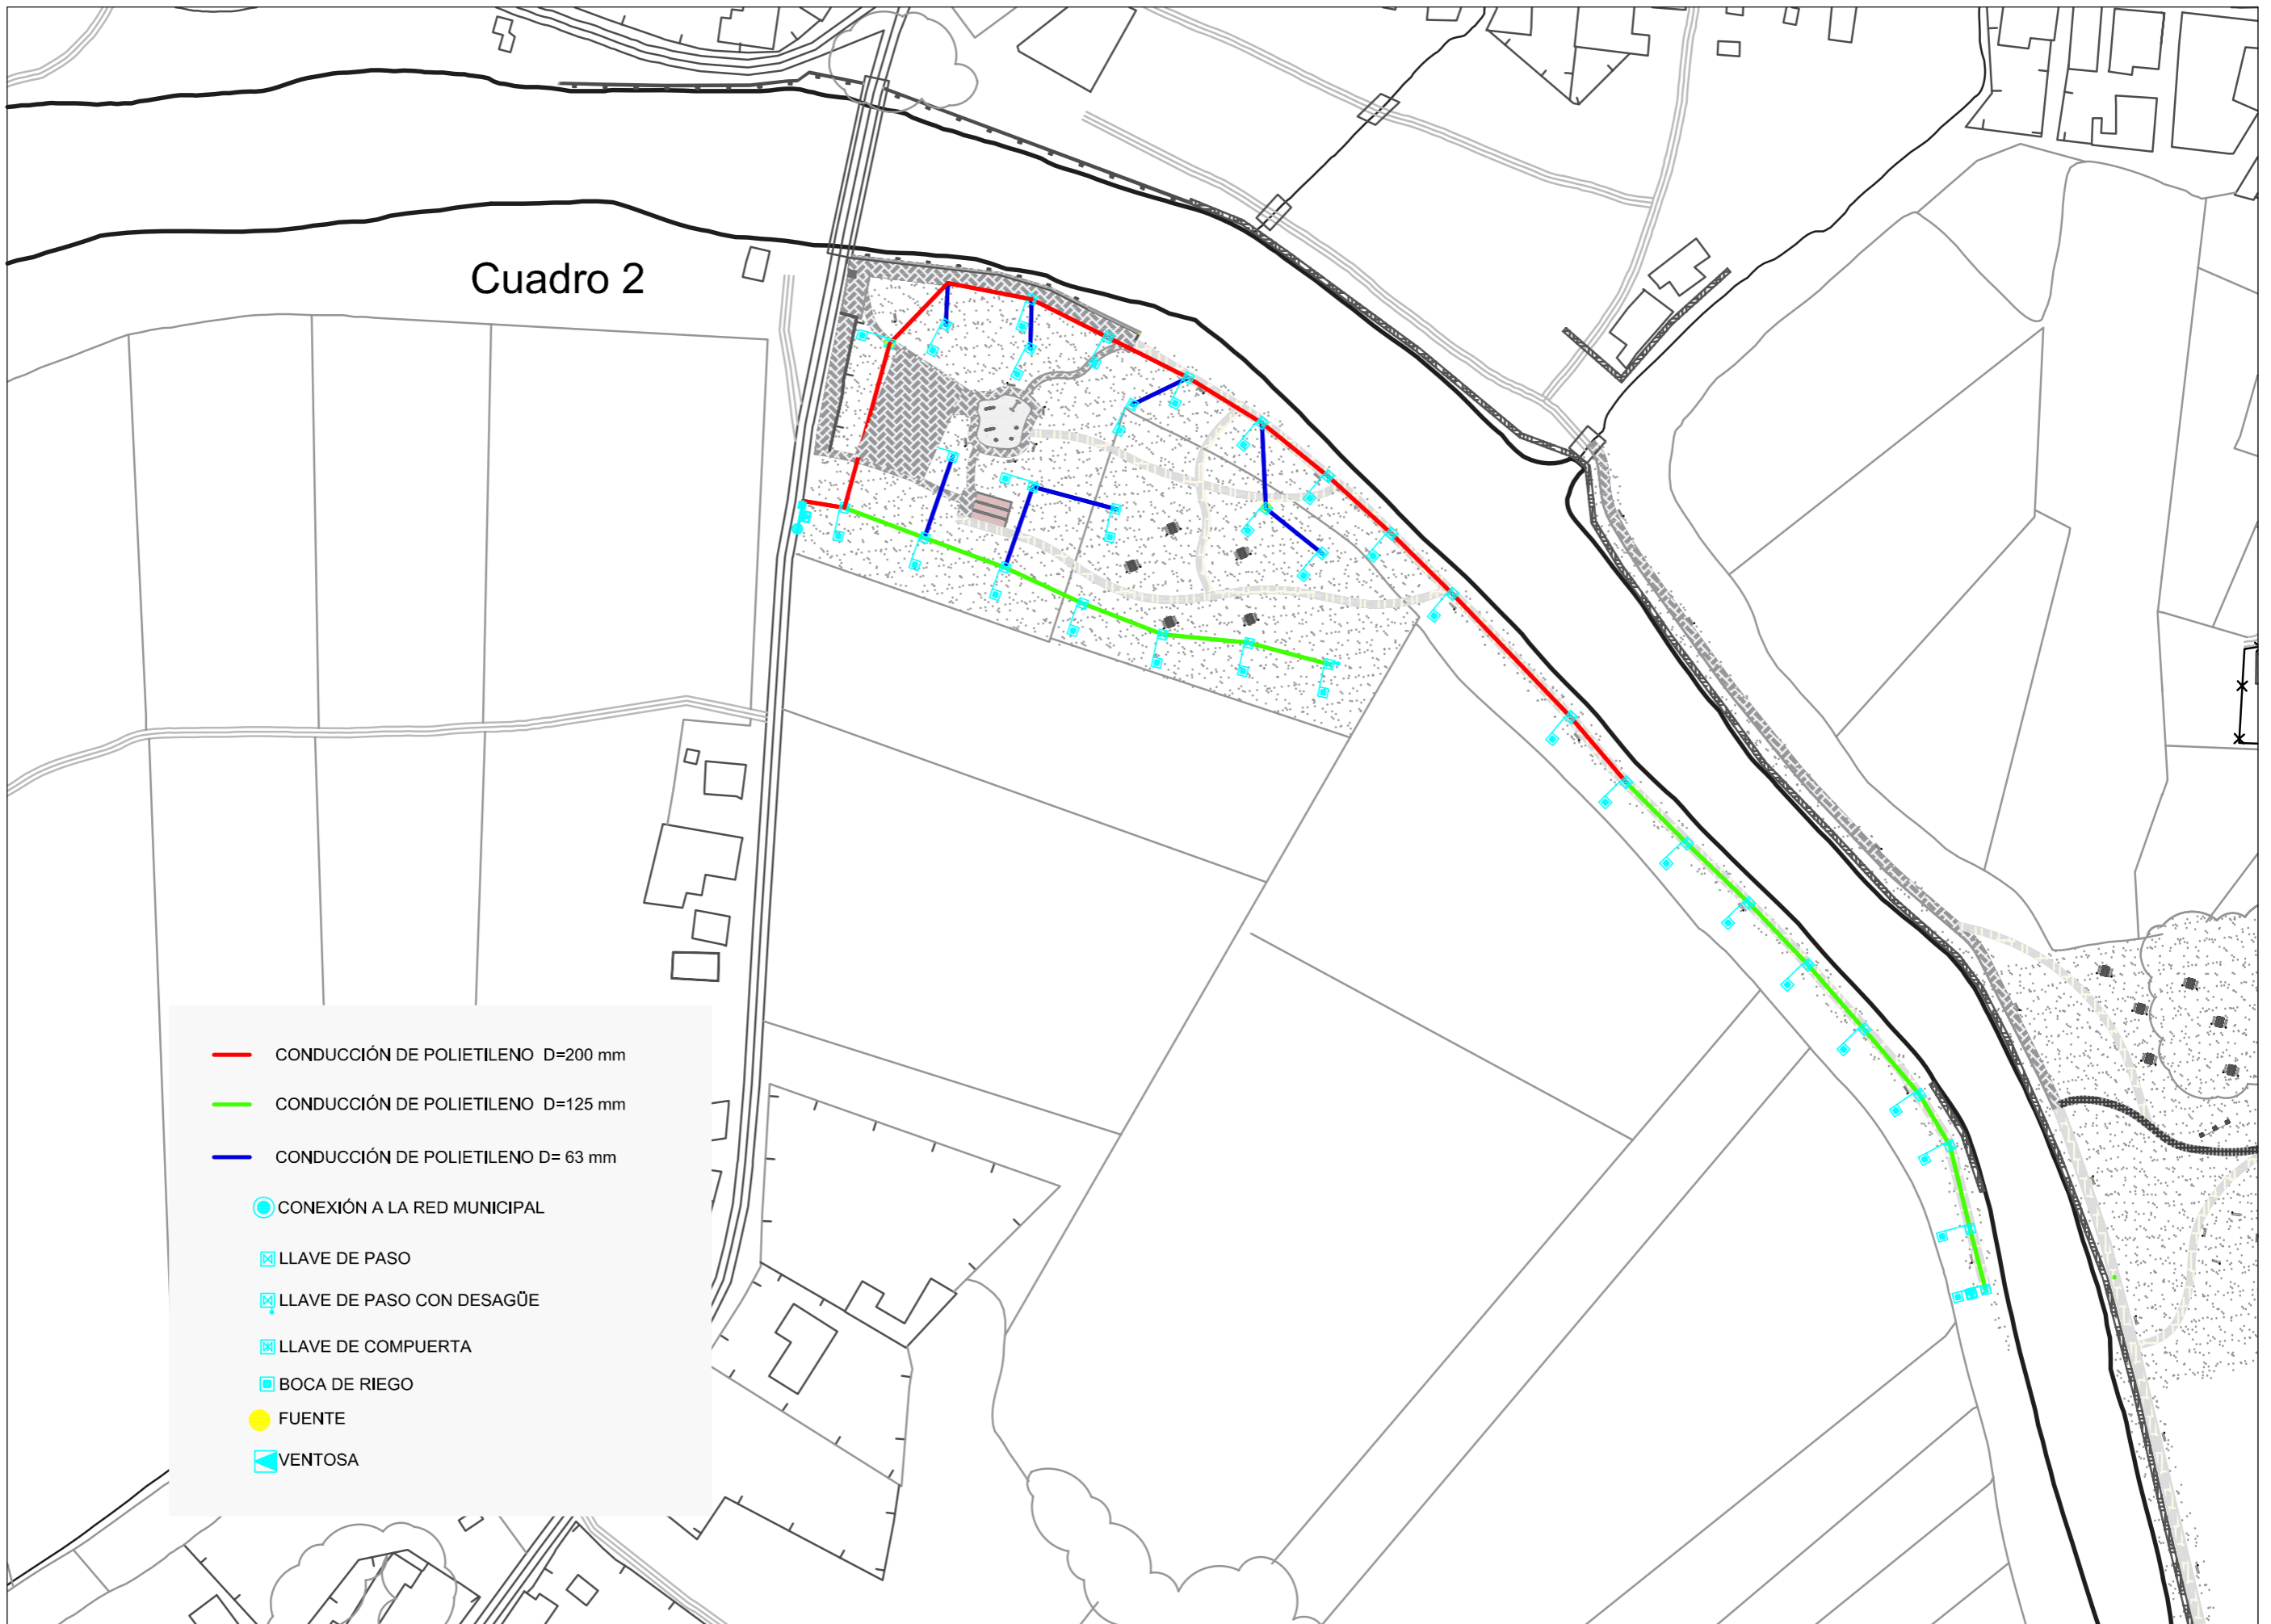 Cuadro 2
CONDUCCIÓN DE POLIETILENO D=200 mm
CONDUCCIÓN DE POLIETILENO D=125 mm
CONDUCCIÓN DE POLIETILENO D= 63 mm
CONEXIÓN A LA RED MUNICIPAL
LLAVE DE PASO
LLAVE DE PASO CON DESAGÜE
LLAVE DE COMPUERTA
BOCA DE RIEGO
FUENTE
VENTOSA